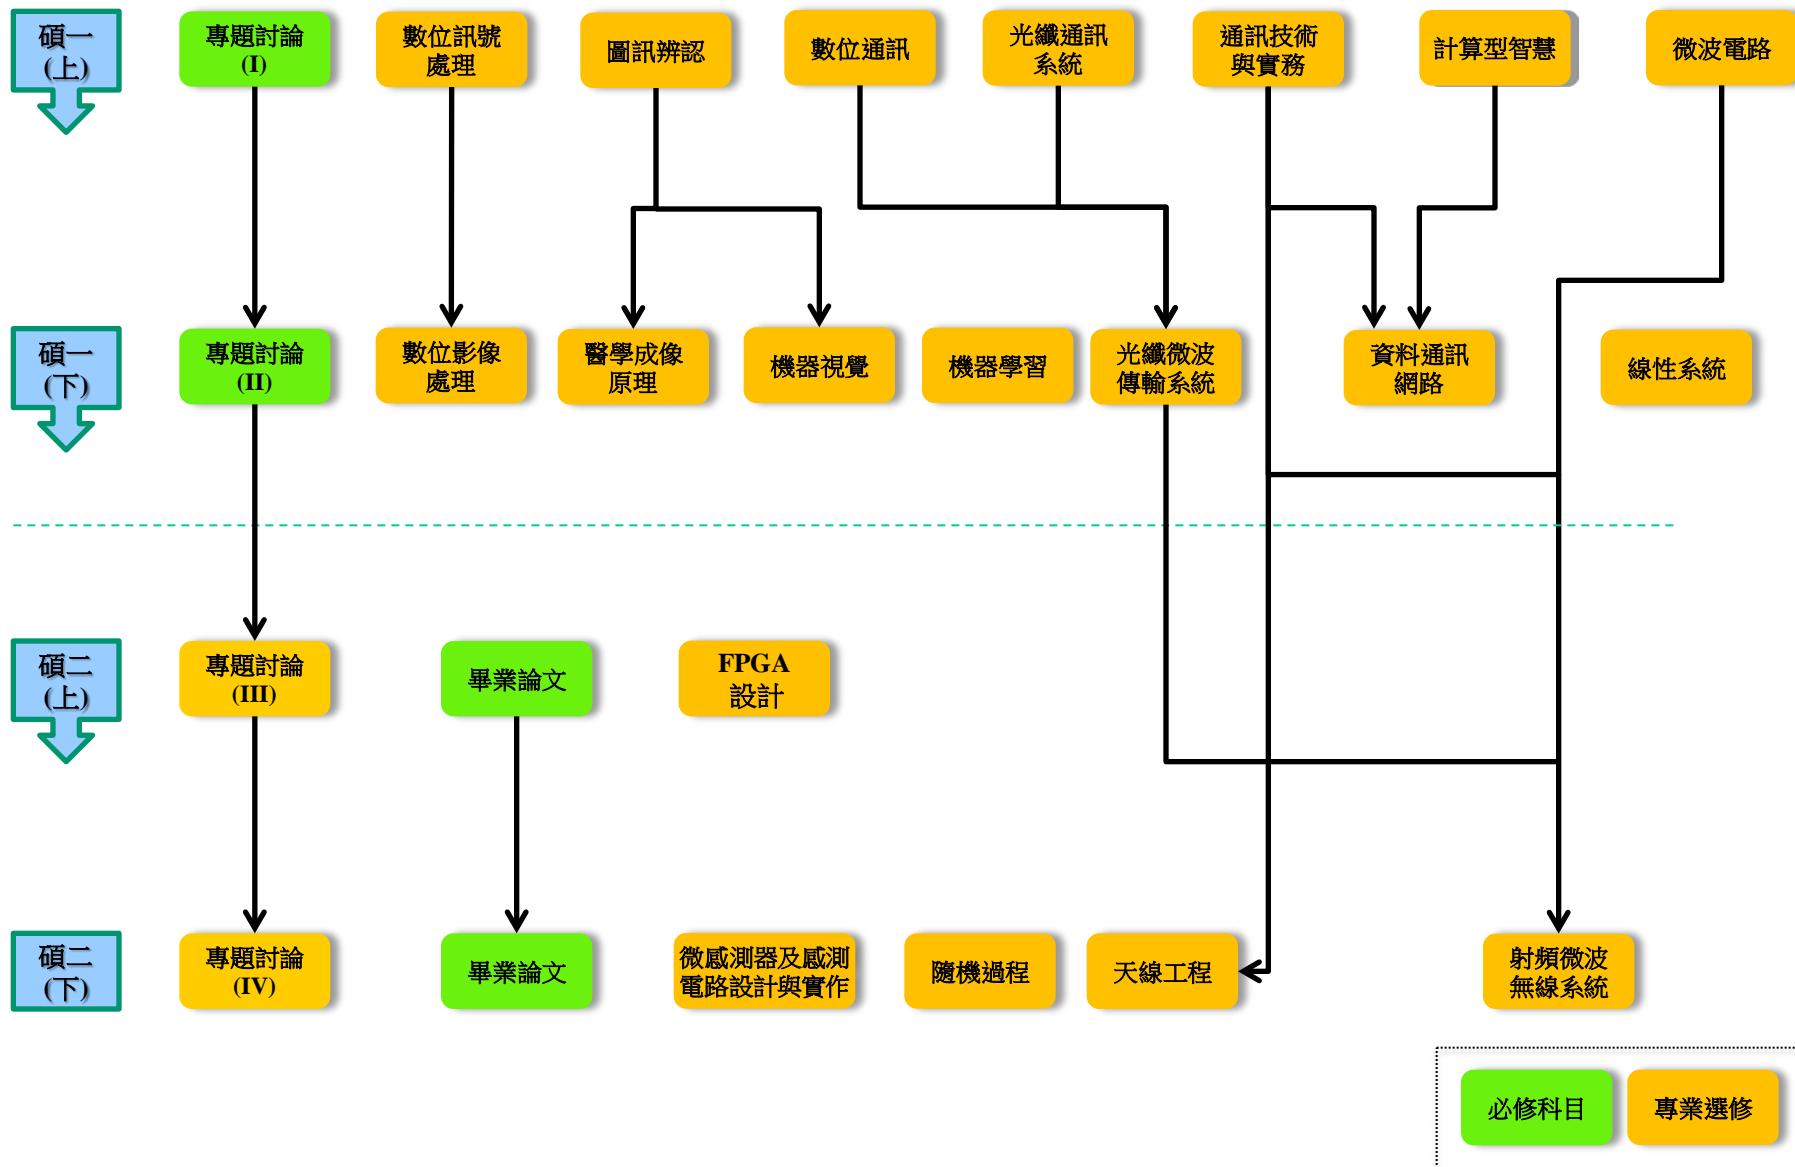 碩一
(上)
專題討論
(I)
數位訊號
處理
圖訊辨認
數位通訊
光纖通訊
系統
通訊技術
與實務
計算型智慧
微波電路
碩一
(下)
專題討論
(II)
數位影像
處理
醫學成像
原理
機器視覺
機器學習
光纖微波
傳輸系統
資料通訊
網路
線性系統
碩二
(上)
專題討論
(III)
畢業論文
FPGA
設計
碩二
(下)
專題討論
(IV)
畢業論文
微感測器及感測
電路設計與實作
隨機過程
天線工程
射頻微波
無線系統
必修科目
專業選修